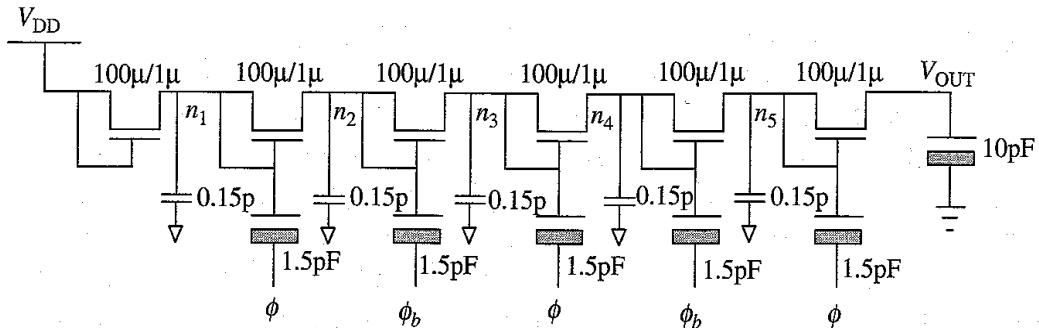 V_DD
100μ/1μ 100μ/1μ 100μ/1μ 100μ/1μ 100μ/1μ 100μ/1μ V_OUT
n_1 n_2 n_3 n_4 n_5
10pF
0.15p 0.15p 0.15p 0.15p 0.15p
1.5pF 1.5pF 1.5pF 1.5pF 1.5pF
ϕ ϕ_b ϕ ϕ_b ϕ